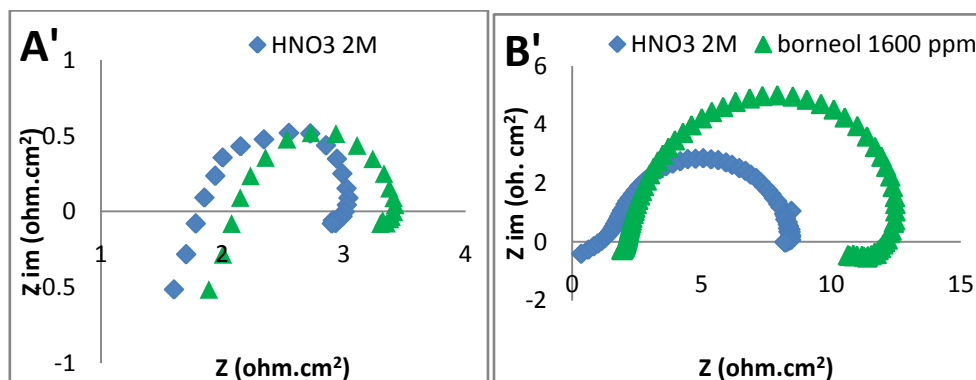 A'
HNO3 2M
1
0.5
0
-0.5
-1
1
2
3
4
Z im (ohm.cm²)
Z (ohm.cm²)
B'
HNO3 2M borneol 1600 ppm
6
4
2
0
-2
0
5
10
15
Z im (oh. cm²)
Z (ohm.cm²)